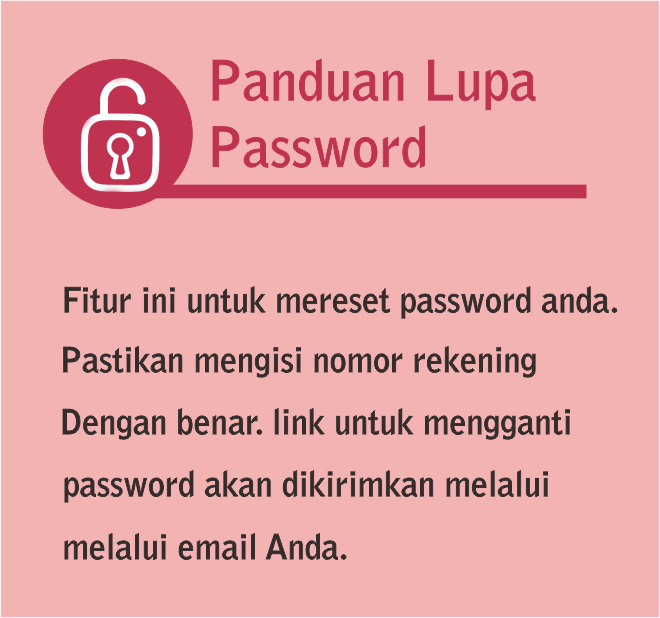 Panduan Lupa
Password
Fitur ini untuk mereset password anda.
Pastikan mengisi nomor rekening
Dengan benar. link untuk mengganti
password akan dikirimkan melalui
melalui email Anda.